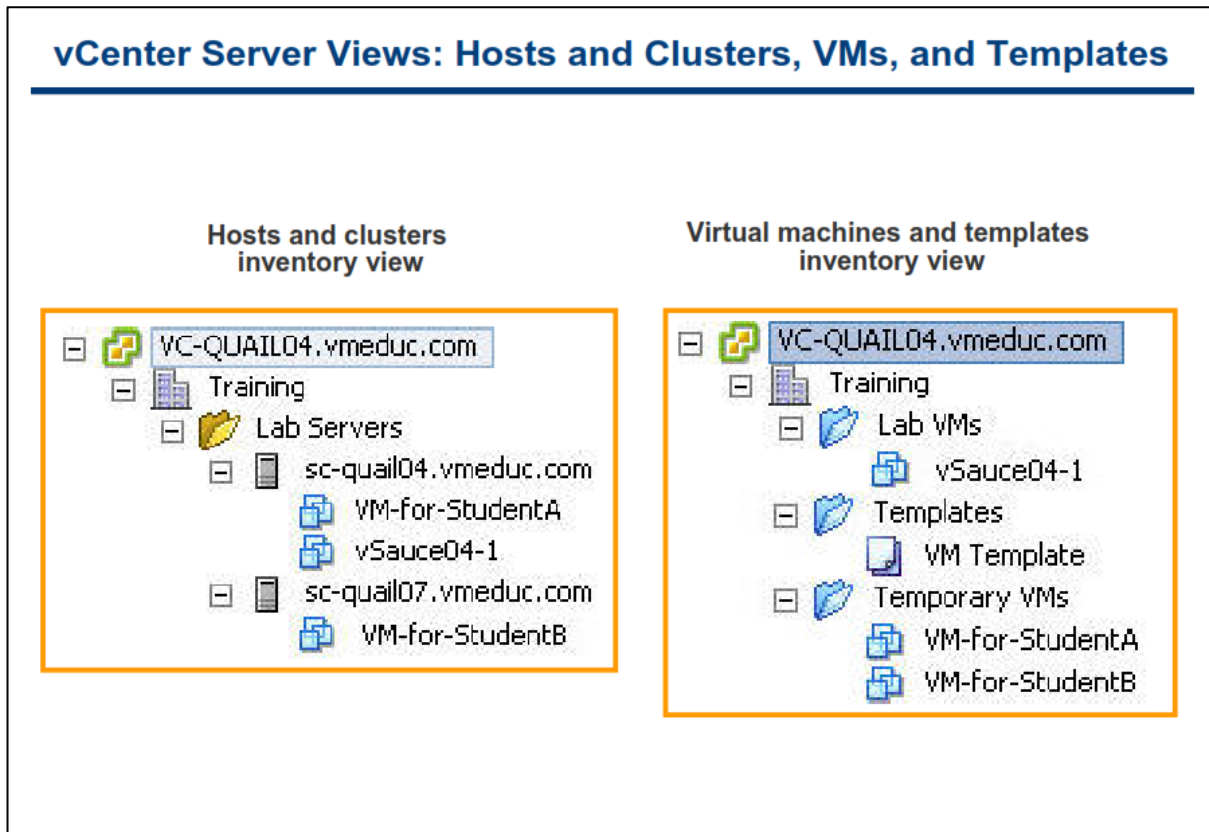 vCenter Server Views: Hosts and Clusters, VMs, and Templates
Hosts and clusters
inventory view
VC-QUAIL04.vmeduc.com
Training
Lab Servers
sc-quail04.vmeduc.com
VM-for-StudentA
vSauce04-1
sc-quail07.vmeduc.com
VM-for-StudentB
Virtual machines and templates
inventory view
VC-QUAIL04.vmeduc.com
Training
Lab VMs
vSauce04-1
Templates
VM Template
Temporary VMs
VM-for-StudentA
VM-for-StudentB